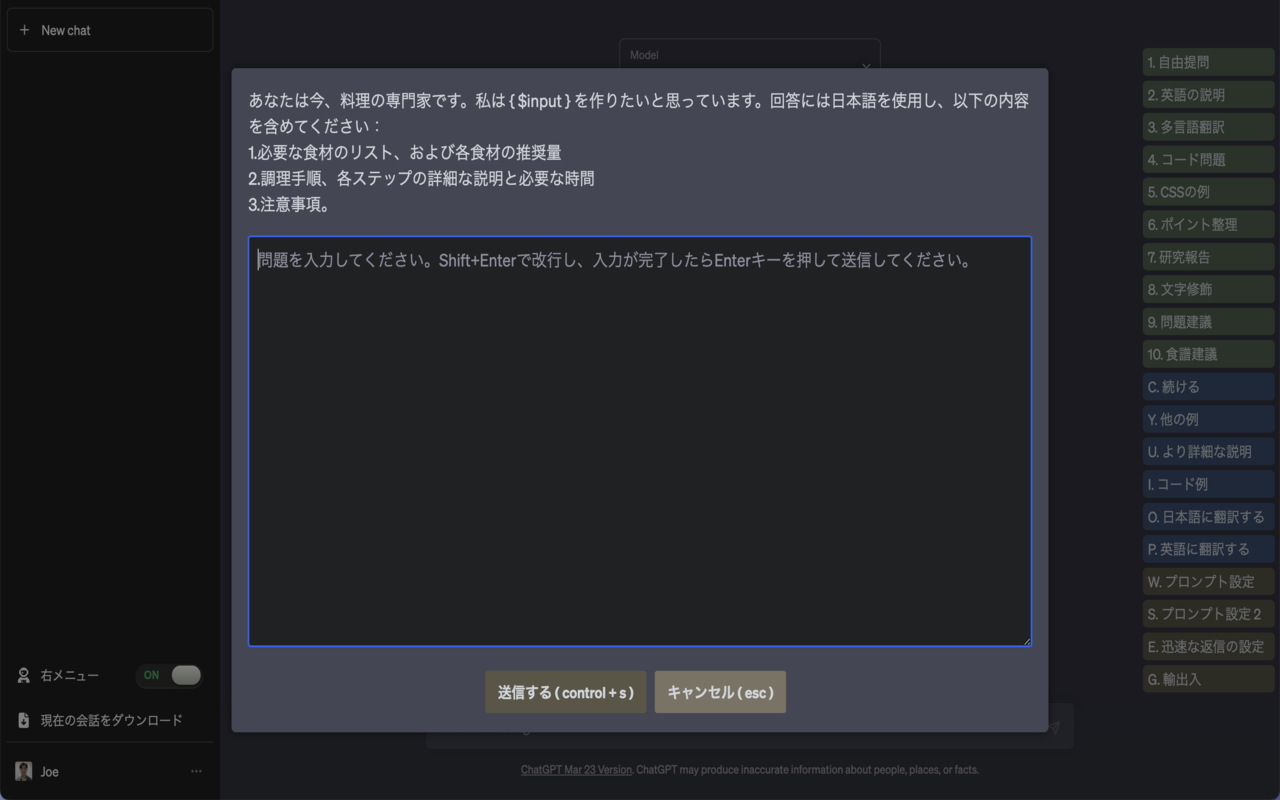 New chat
Model
あなたは今、料理の専門家です。私は { $input } を作りたいと思っています。回答には日本語を使用し、以下の内容
を含めてください：
1.必要な食材のリスト、および各食材の推奨量
2.調理手順、各ステップの詳細な説明と必要な時間
3.注意事項。
問題を入力してください。Shift+Enterで改行し、入力が完了したらEnterキーを押して送信してください。
送信する ( control + s )
キャンセル ( esc )
1. 自由提問
2. 英語の説明
3. 多言語翻訳
4. コード問題
5. CSSの例
6. ポイント整理
7. 研究報告
8. 文字修飾
9. 問題建議
10. 食譜建議
C. 続ける
Y. 他の例
U. より詳細な説明
I. コード例
O. 日本語に翻訳する
P. 英語に翻訳する
W. プロンプト設定
S. プロンプト設定 2
E. 迅速な返信の設定
G. 輸出入
右メニュー
ON
現在の会話をダウンロード
Joe
ChatGPT Mar 23 Version. ChatGPT may produce inaccurate information about people, places, or facts.